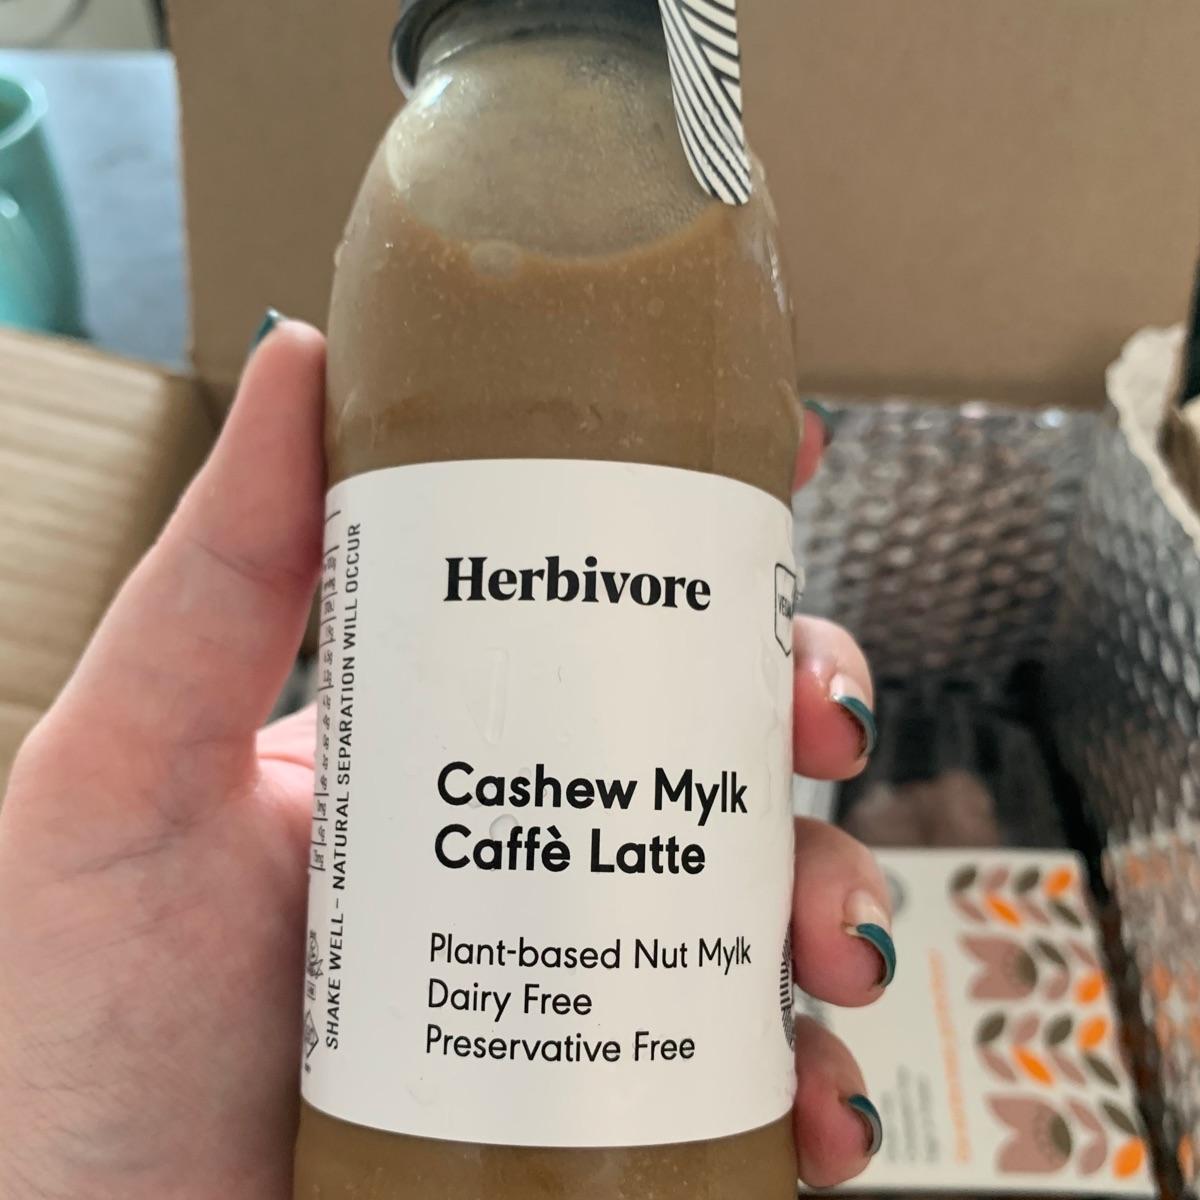 Herbivore
Cashew Mylk
Caffè Latte
Plant-based Nut Mylk
Dairy Free
Preservative Free
SHAKE WELL - NATURAL SEPARATION WILL OCCUR